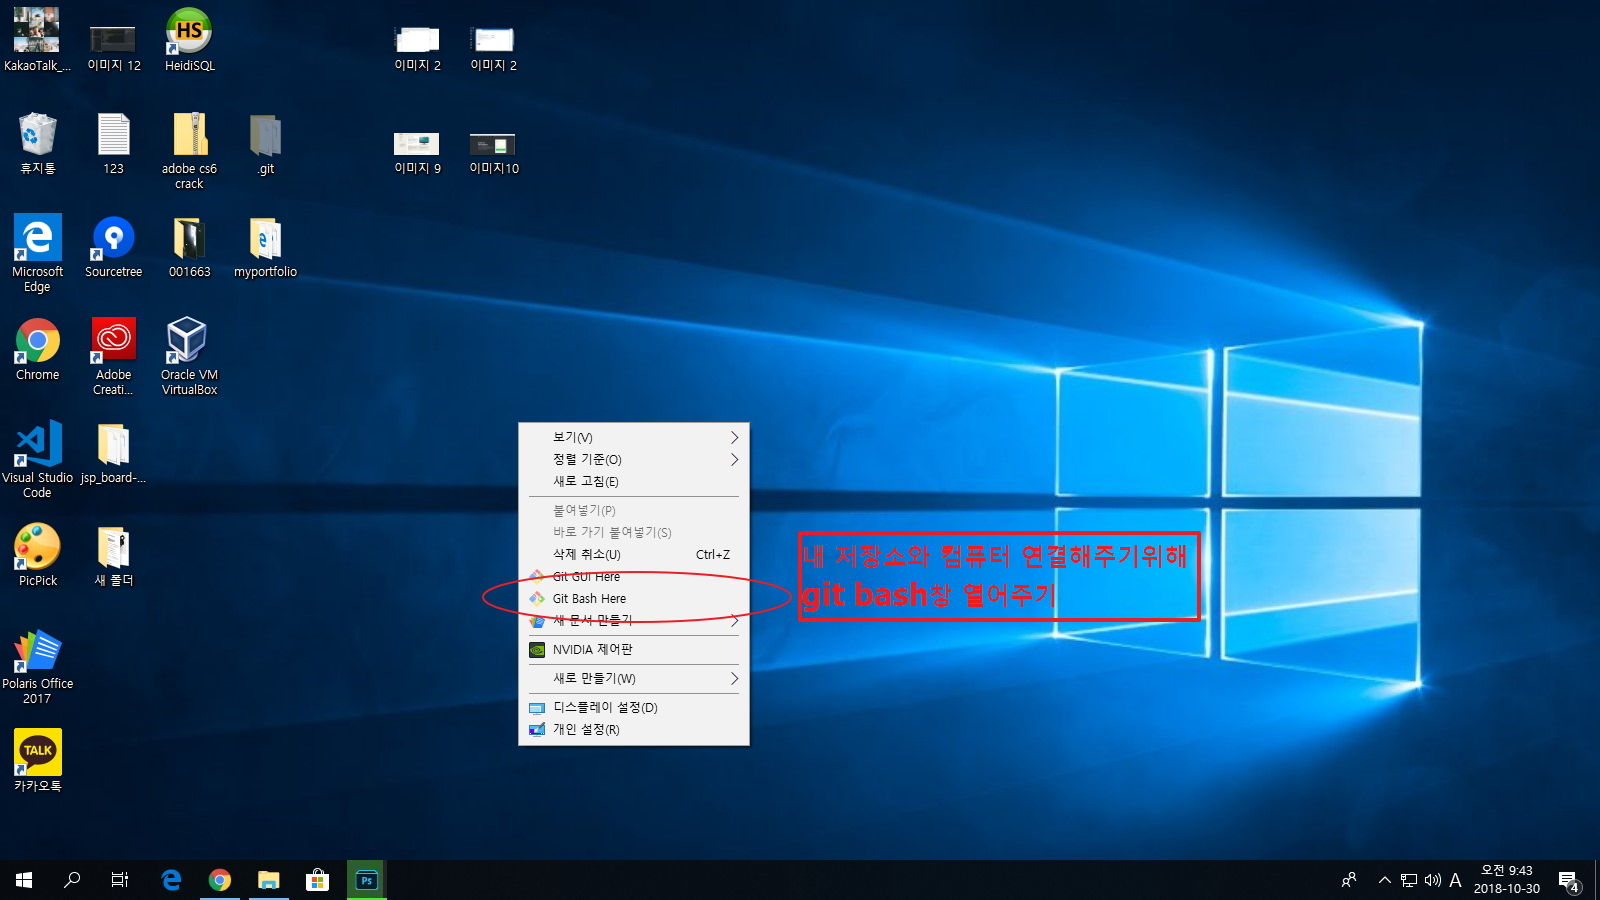 KakaoTalk_...
이미지 12
HeidiSQL
이미지 2
이미지 2
휴지통
123
adobe cs6
crack
.git
이미지 9
이미지10
Microsoft
Edge
Sourcetree
001663
myportfolio
Chrome
Adobe
Creati...
Oracle VM
VirtualBox
Visual Studio
Code
jsp_board-...
PicPick
새 폴더
Polaris Office
2017
TALK
카카오톡
보기(V)
정렬 기준(O)
새로 고침(E)
붙여넣기(P)
바로 가기 붙여넣기(S)
삭제 취소(U) Ctrl+Z
Git GUI Here
Git Bash Here
새 문서 만들기
NVIDIA 제어판
새로 만들기(W)
디스플레이 설정(D)
개인 설정(R)
내 저장소와 컴퓨터 연결해주기위해
git bash창 열어주기
Ps
A
오전 9:43
2018-10-30
4
HS